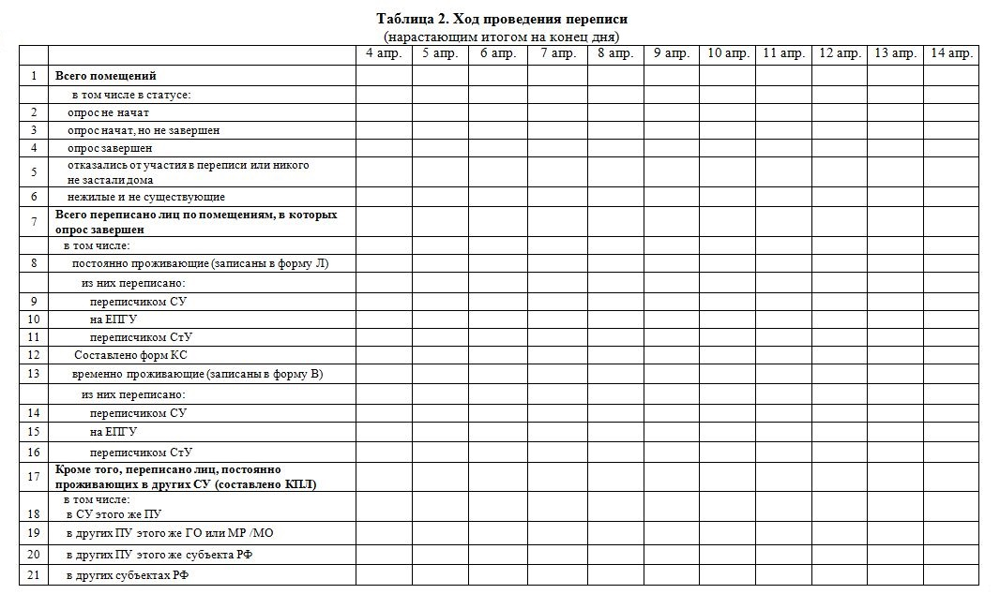 Таблица 2. Ход проведения переписи
(нарастающим итогом на конец дня)
4 апр. 5 апр. 6 апр. 7 апр. 8 апр. 9 апр. 10 апр. 11 апр. 12 апр. 13 апр. 14 апр.
1 Всего помещений
в том числе в статусе:
2 опрос не начат
3 опрос начат, но не завершен
4 опрос завершен
5 отказались от участия в переписи или никого
не застали дома
6 нежилые и не существующие
7 Всего переписано лиц по помещениям, в которых
опрос завершен
в том числе:
8 постоянно проживающие (записаны в форму Л)
из них переписано:
9 переписчиком СУ
10 на ЕПГУ
11 переписчиком СтУ
12 Составлено форм КС
13 временно проживающие (записаны в форму В)
из них переписано:
14 переписчиком СУ
15 на ЕПГУ
16 переписчиком СтУ
17 Кроме того, переписано лиц, постоянно
проживающих в других СУ (составлено КПЛ)
в том числе:
18 в СУ этого же ПУ
19 в других ПУ этого же ГО или МР /МО
20 в других ПУ этого же субъекта РФ
21 в других субъектах РФ